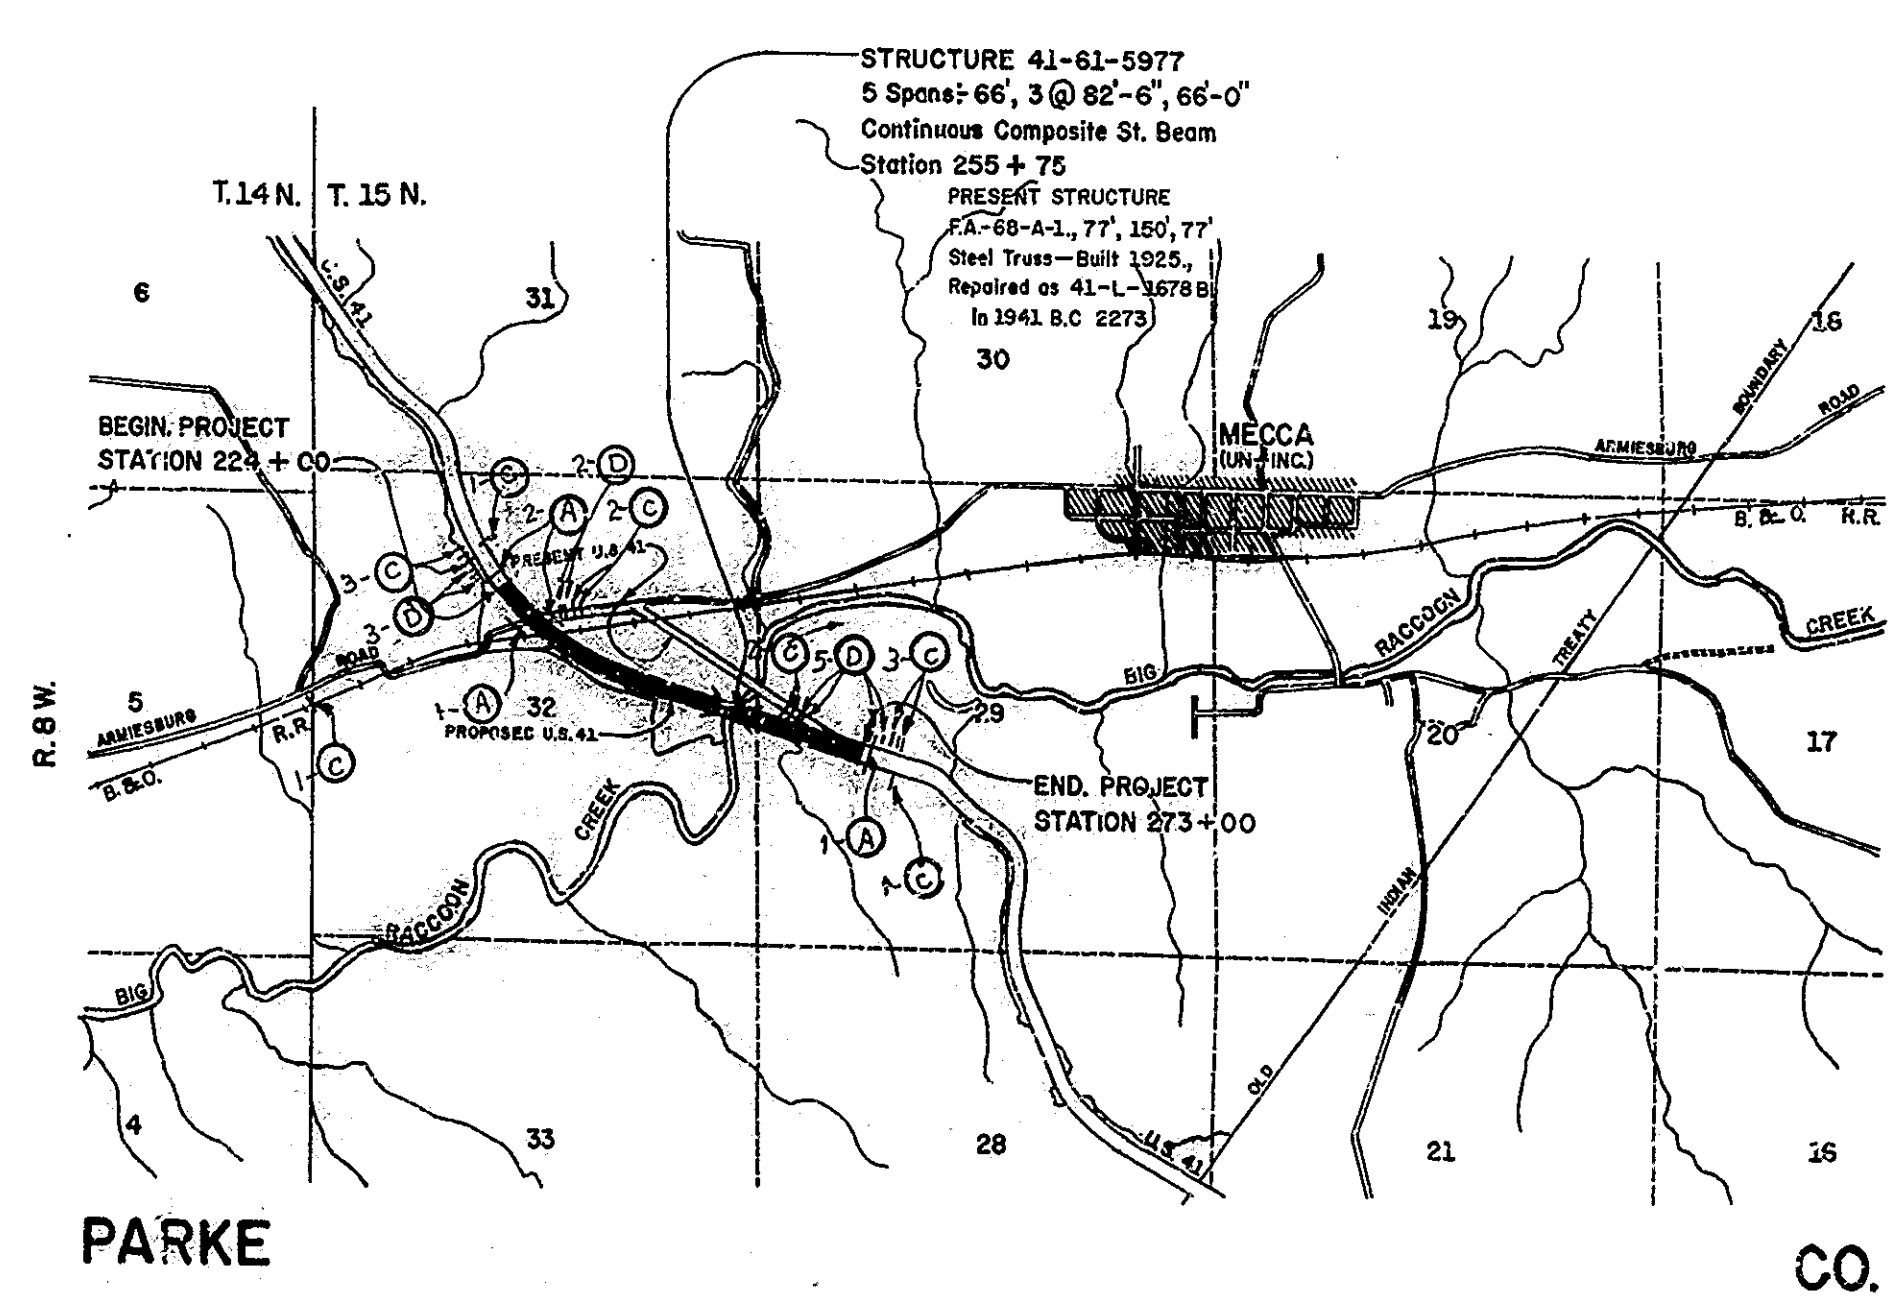 STRUCTURE 41-61-5977
5 Spans:- 66', 3 @ 82'-6", 66'-0"
Continuous Composite St. Beam
Station 255 + 75
PRESENT STRUCTURE
F.A.-68-A-1., 77', 150', 77'
Steel Truss—Built 1925.,
Repaired as 41-L-1678 B
in 1941 B.C 2273
T.14 N. T. 15 N.
6
U.S. 41
31
30
19
18
BOUNDARY
ROAD
ARMIESBURG
BEGIN. PROJECT
STATION 224 + 00
MECCA
(UN-INC.)
B. & O. R.R.
C
2- D
2- A
2- C
PRESENT U.S. 41
3- C
3- D
ROAD
1- A
32
PROPOSED U.S. 41
C
5- D
3- C
29
BIG
RACCOON
CREEK
TREATY
R. 8 W.
5
ARMIESBURG
R.R.
B. & O.
1- C
20
17
END. PROJECT
STATION 273+00
1- A
C
CREEK
RACCOON
BIG
INDIAN
OLD
4
33
28
U.S. 41
21
16
PARKE
CO.